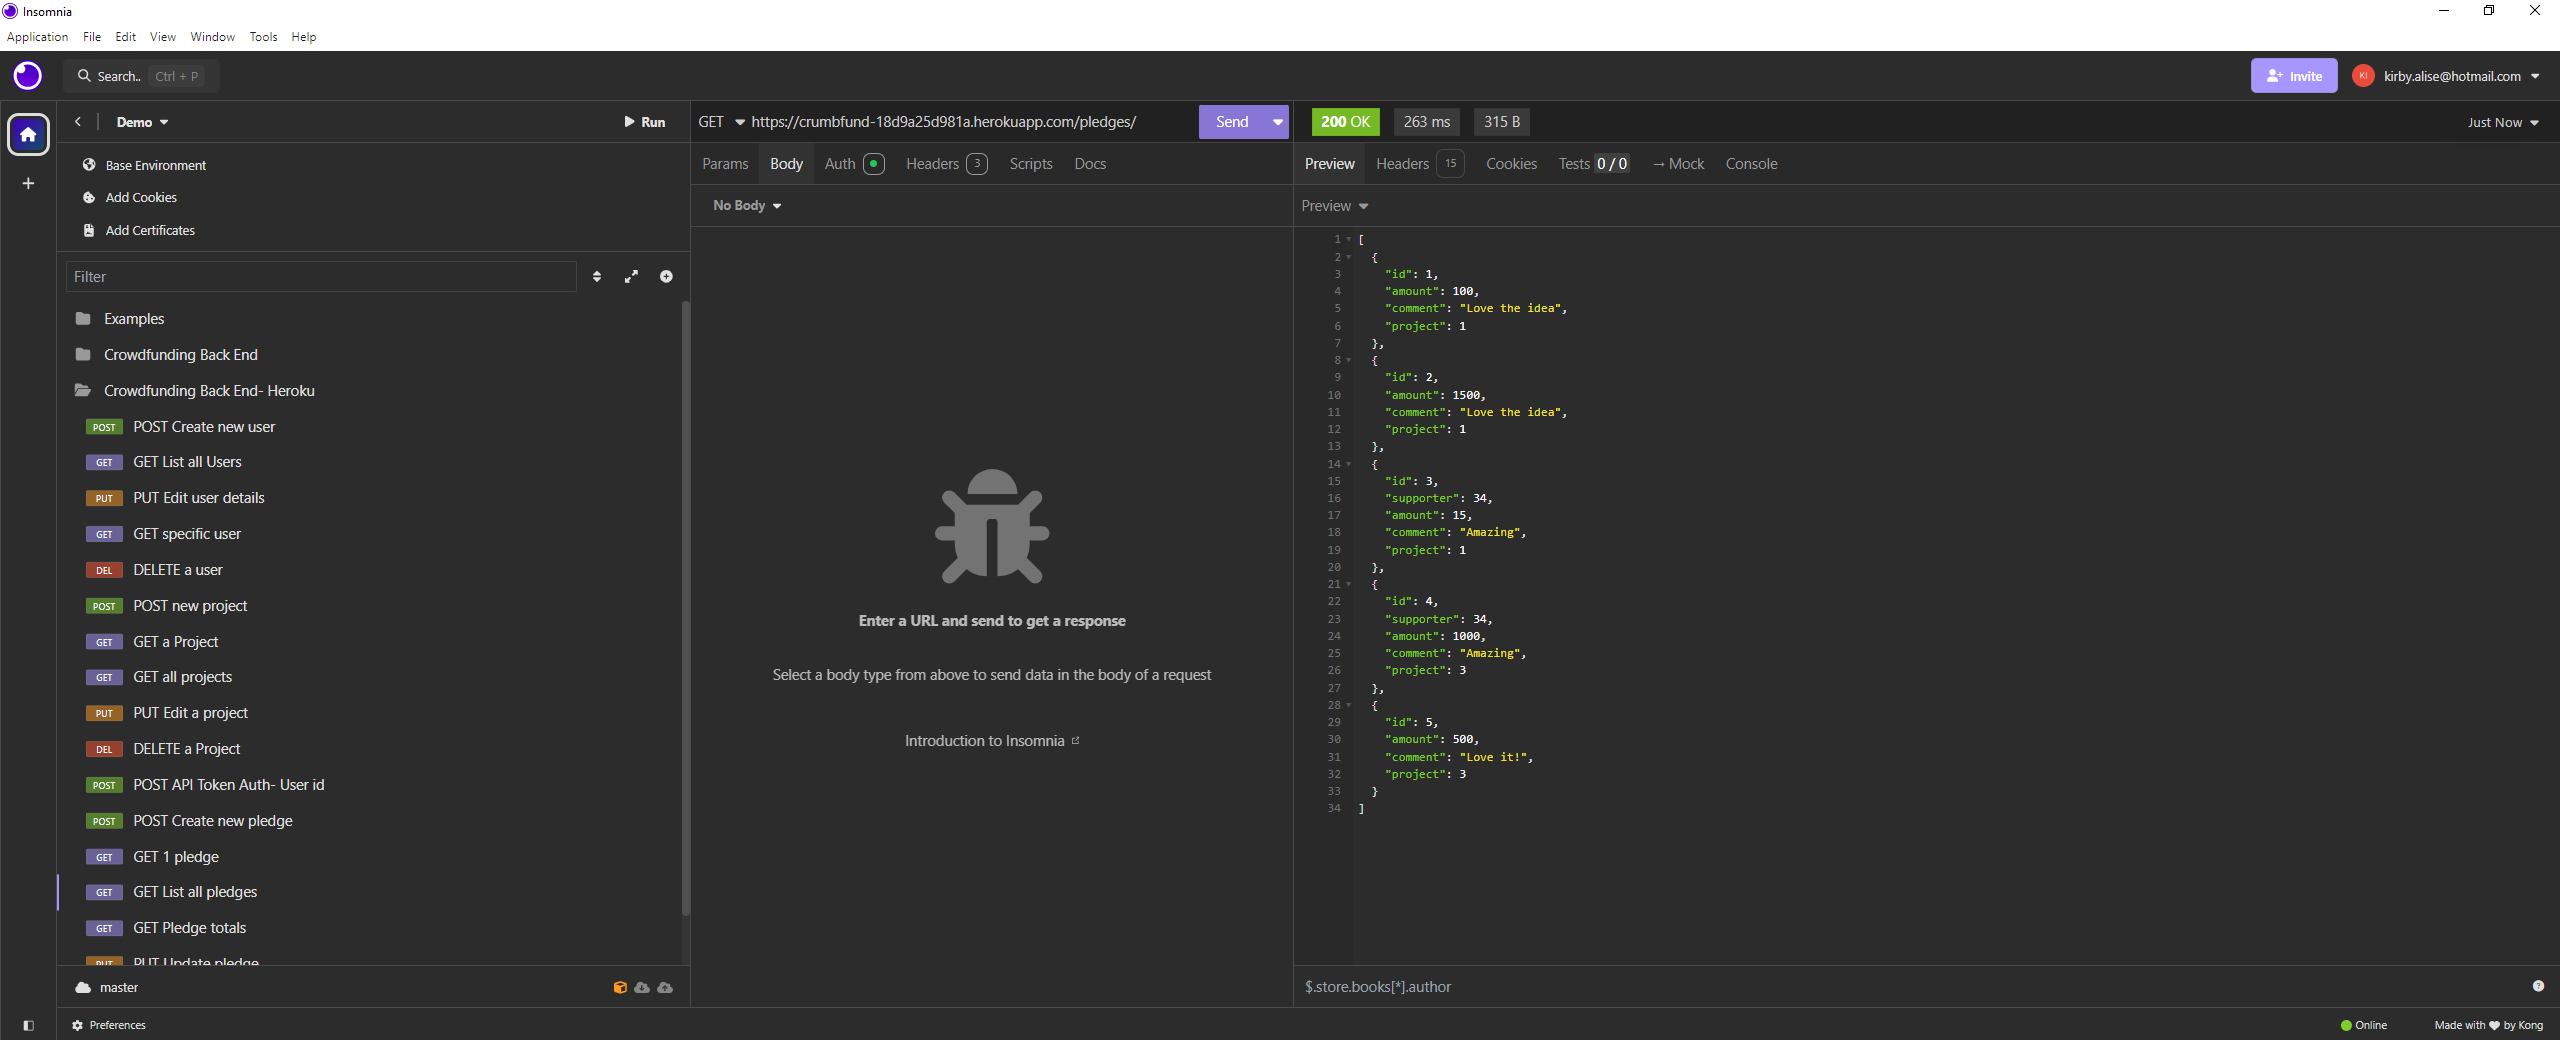 Insomnia
Application File Edit View Window Tools Help
Search.. Ctrl + P
Invite
KI
kirby.alise@hotmail.com
Demo
Run
Base Environment
Add Cookies
Add Certificates
Filter
Examples
Crowdfunding Back End
Crowdfunding Back End- Heroku
POST POST Create new user
GET GET List all Users
PUT PUT Edit user details
GET GET specific user
DEL DELETE a user
POST POST new project
GET GET a Project
GET GET all projects
PUT PUT Edit a project
DEL DELETE a Project
POST POST API Token Auth- User id
POST POST Create new pledge
GET GET 1 pledge
GET GET List all pledges
GET GET Pledge totals
PUT PUT Update pledge
master
Preferences
GET https://crumbfund-18d9a25d981a.herokuapp.com/pledges/
Send
Params Body Auth Headers 3 Scripts Docs
No Body
Enter a URL and send to get a response
Select a body type from above to send data in the body of a request
Introduction to Insomnia
200 OK 263 ms 315 B
Just Now
Preview Headers 15 Cookies Tests 0 / 0 → Mock Console
Preview
1 [
2 {
3 "id": 1,
4 "amount": 100,
5 "comment": "Love the idea",
6 "project": 1
7 },
8 {
9 "id": 2,
10 "amount": 1500,
11 "comment": "Love the idea",
12 "project": 1
13 },
14 {
15 "id": 3,
16 "supporter": 34,
17 "amount": 15,
18 "comment": "Amazing",
19 "project": 1
20 },
21 {
22 "id": 4,
23 "supporter": 34,
24 "amount": 1000,
25 "comment": "Amazing",
26 "project": 3
27 },
28 {
29 "id": 5,
30 "amount": 500,
31 "comment": "Love it!",
32 "project": 3
33 }
34 ]
$.store.books[*].author
?
Online
Made with ♥ by Kong